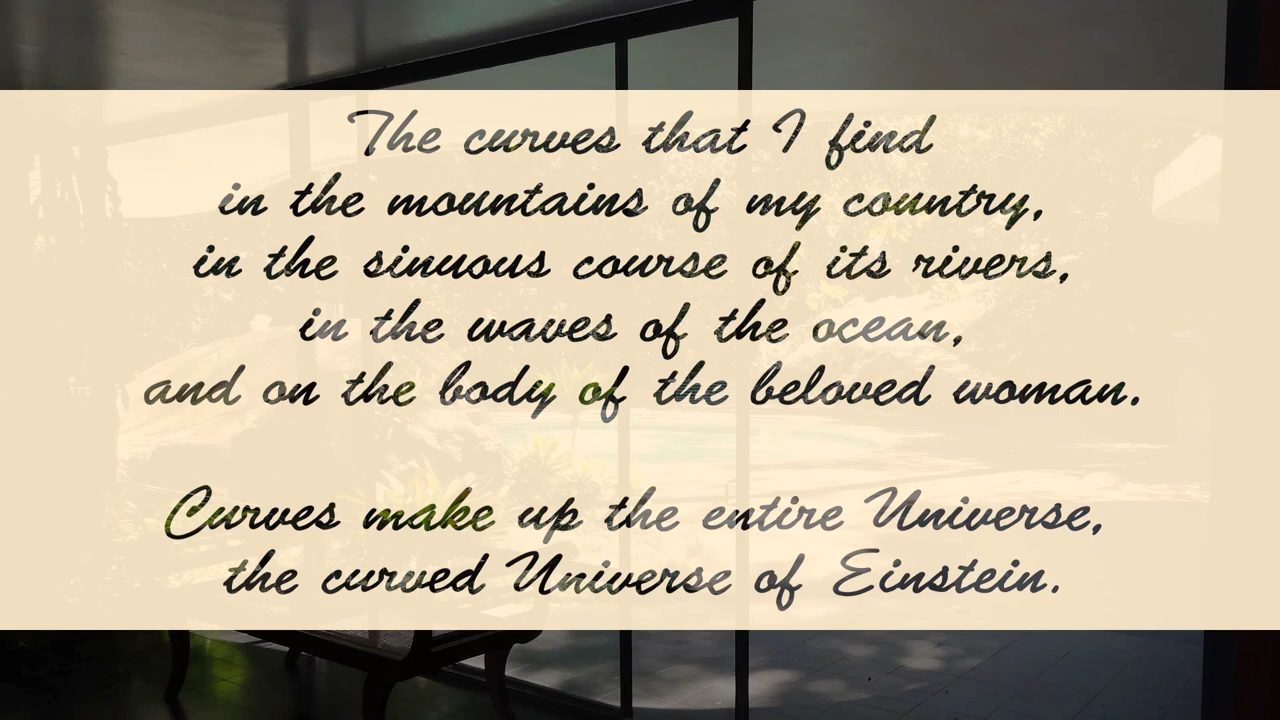 The curves that I find
in the mountains of my country,
in the sinuous course of its rivers,
in the waves of the ocean,
and on the body of the beloved woman.
Curves make up the entire Universe,
the curved Universe of Einstein.